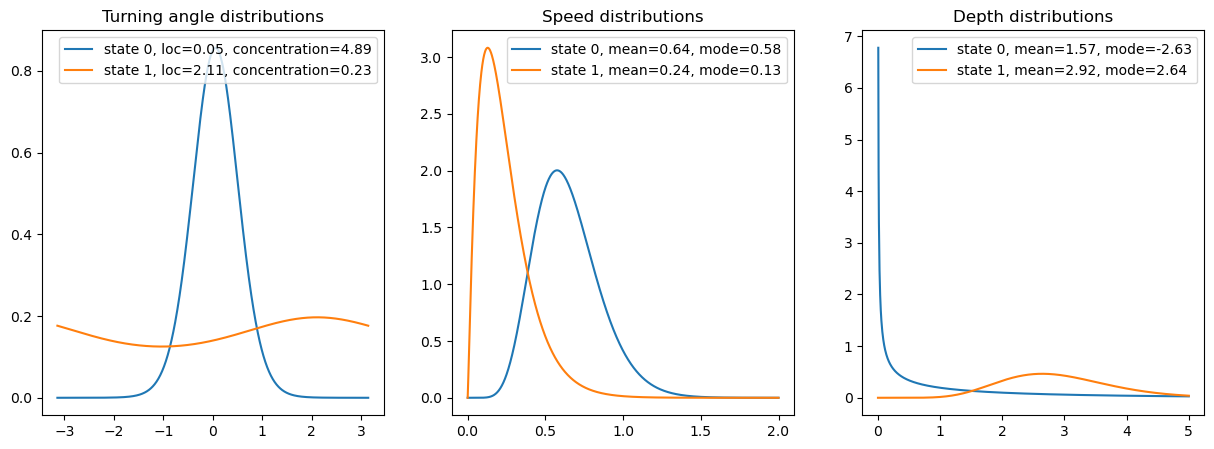 Turning angle distributions
state 0, loc=0.05, concentration=4.89
state 1, loc=2.11, concentration=0.23
0.8
0.6
0.4
0.2
0.0
−3 −2 −1 0 1 2 3
Speed distributions
state 0, mean=0.64, mode=0.58
state 1, mean=0.24, mode=0.13
3.0
2.5
2.0
1.5
1.0
0.5
0.0
0.0 0.5 1.0 1.5 2.0
Depth distributions
state 0, mean=1.57, mode=-2.63
state 1, mean=2.92, mode=2.64
7
6
5
4
3
2
1
0
0 1 2 3 4 5